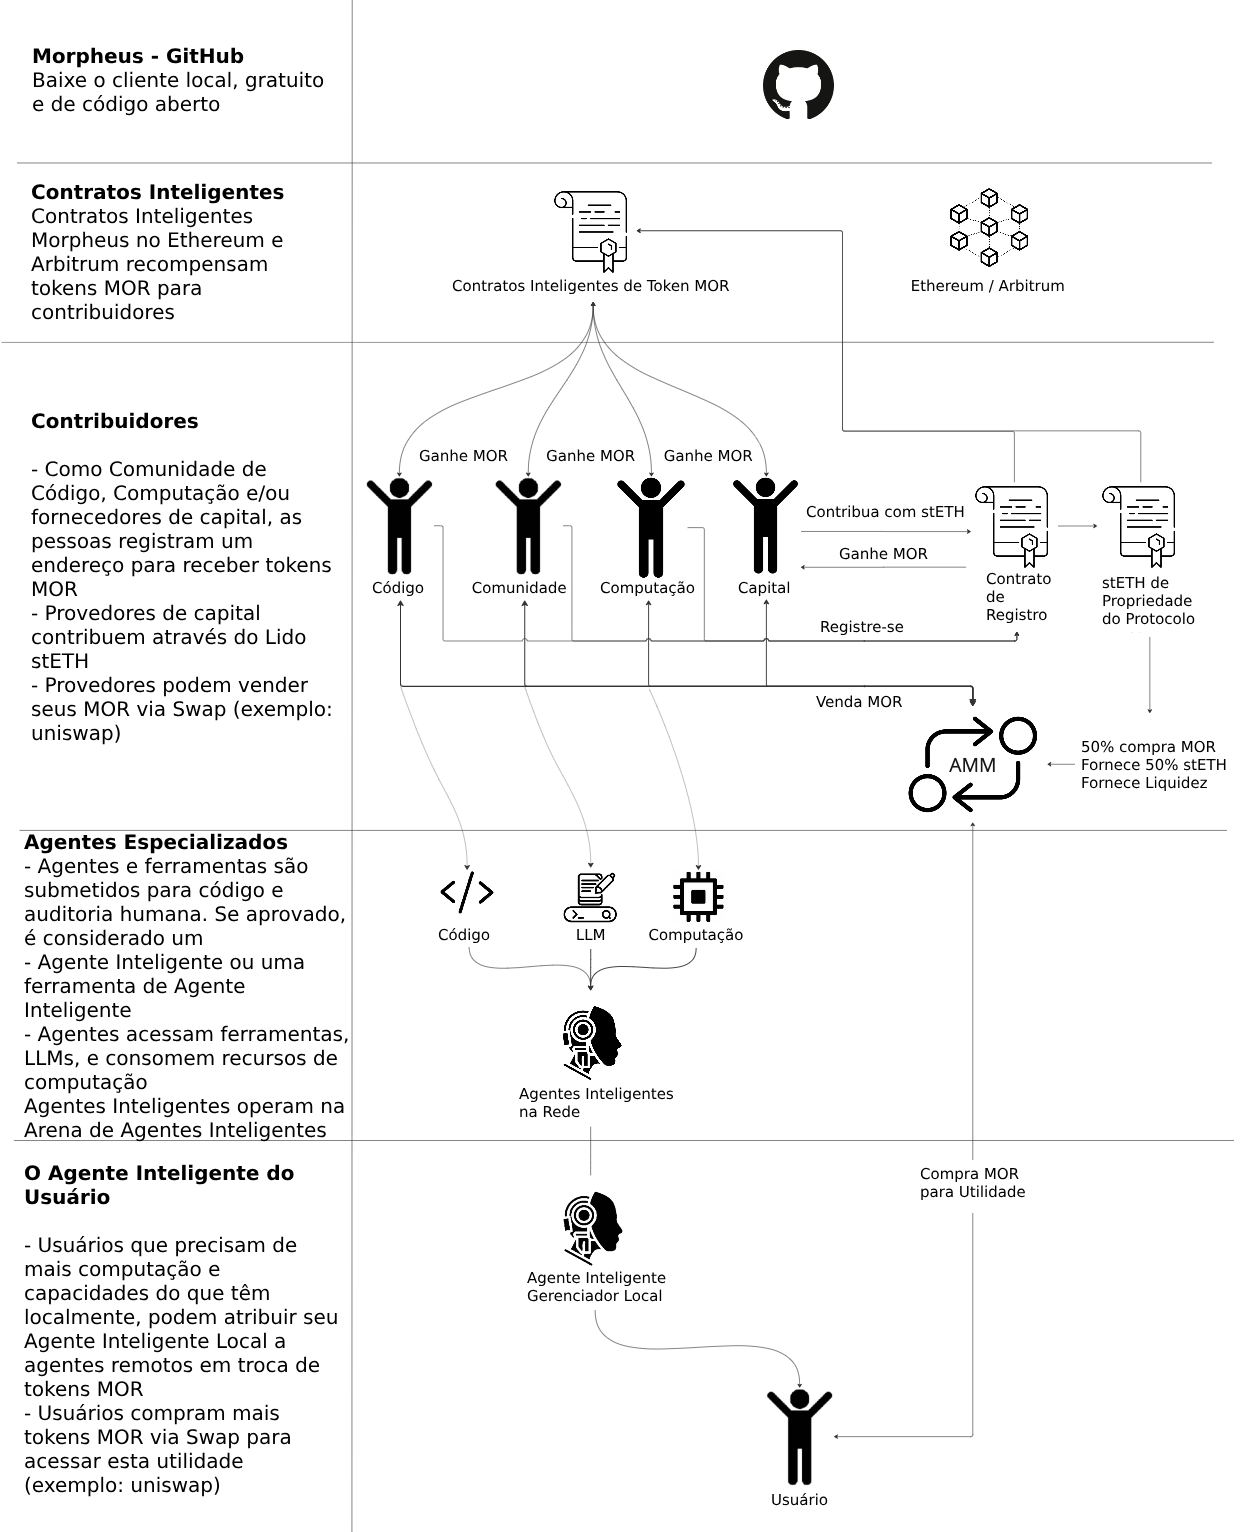 Morpheus - GitHub
Baixe o cliente local, gratuito
e de código aberto
Contratos Inteligentes
Contratos Inteligentes
Morpheus no Ethereum e
Arbitrum recompensam
tokens MOR para
contribuidores
Contratos Inteligentes de Token MOR
Ethereum / Arbitrum
Contribuidores
- Como Comunidade de
Código, Computação e/ou
fornecedores de capital, as
pessoas registram um
endereço para receber tokens
MOR
- Provedores de capital
contribuem através do Lido
stETH
- Provedores podem vender
seus MOR via Swap (exemplo:
uniswap)
Ganhe MOR
Ganhe MOR
Ganhe MOR
Contribua com stETH
Ganhe MOR
Código
Comunidade
Computação
Capital
Contrato
de
Registro
stETH de
Propriedade
do Protocolo
Registre-se
Venda MOR
AMM
50% compra MOR
Fornece 50% stETH
Fornece Liquidez
Agentes Especializados
- Agentes e ferramentas são
submetidos para código e
auditoria humana. Se aprovado,
é considerado um
- Agente Inteligente ou uma
ferramenta de Agente
Inteligente
- Agentes acessam ferramentas,
LLMs, e consomem recursos de
computação
Agentes Inteligentes operam na
Arena de Agentes Inteligentes
Código
LLM
Computação
Agentes Inteligentes
na Rede
O Agente Inteligente do
Usuário
- Usuários que precisam de
mais computação e
capacidades do que têm
localmente, podem atribuir seu
Agente Inteligente Local a
agentes remotos em troca de
tokens MOR
- Usuários compram mais
tokens MOR via Swap para
acessar esta utilidade
(exemplo: uniswap)
Compra MOR
para Utilidade
Agente Inteligente
Gerenciador Local
Usuário